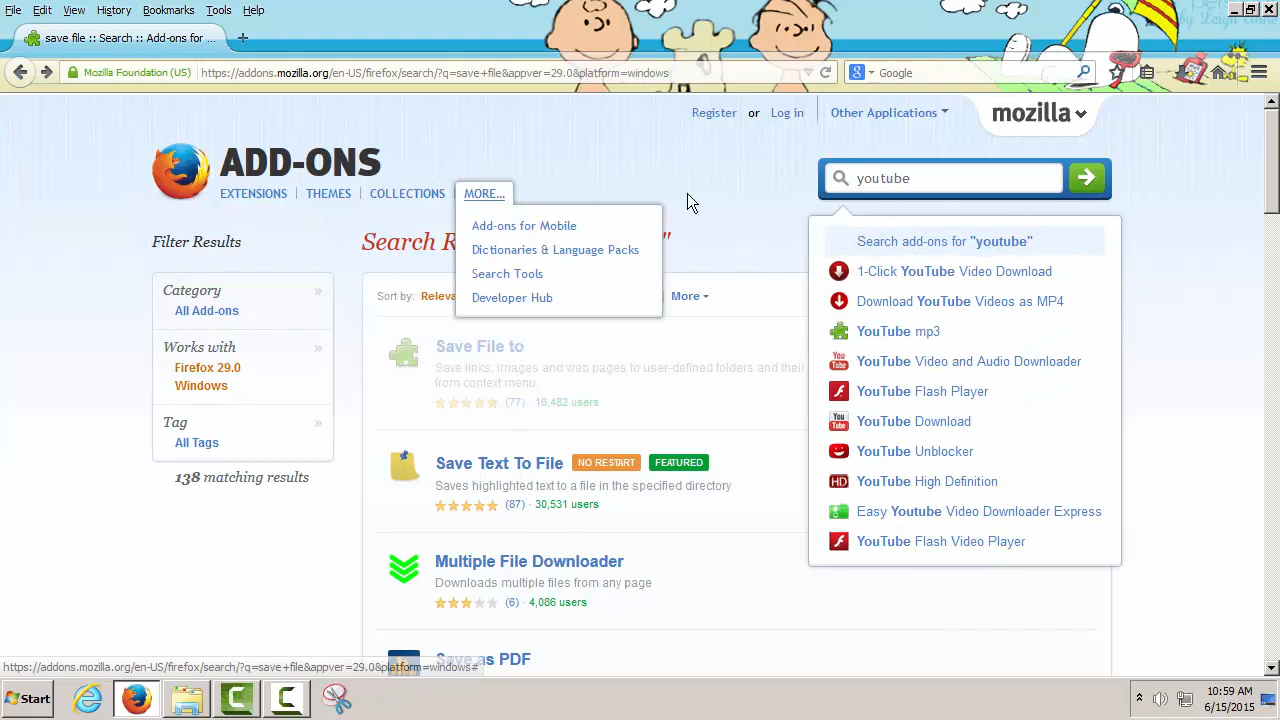 File Edit View History Bookmarks Tools Help
by Leigh Anne
save file :: search :: Add-ons for ...
Mozilla Foundation (US) https://addons.mozilla.org/en-US/firefox/search/?q=save+file&appver=29.0&platform=windows
Google
Register or Log in Other Applications mozilla
ADD-ONS
EXTENSIONS THEMES COLLECTIONS MORE...
youtube
Add-ons for Mobile
Dictionaries & Language Packs
Search Tools
Developer Hub
Filter Results
Category
All Add-ons
Works with
Firefox 29.0
Windows
Tag
All Tags
138 matching results
Sort by: More
Save File to
Save links, images and web pages to user-defined folders and their
from context menu.
(77) · 16,482 users
Save Text To File NO RESTART FEATURED
Saves highlighted text to a file in the specified directory
(87) · 30,531 users
Multiple File Downloader
Downloads multiple files from any page
(6) · 4,086 users
Save as PDF
Search add-ons for "youtube"
1-Click YouTube Video Download
Download YouTube Videos as MP4
YouTube mp3
YouTube Video and Audio Downloader
YouTube Flash Player
YouTube Download
YouTube Unblocker
YouTube High Definition
Easy Youtube Video Downloader Express
YouTube Flash Video Player
https://addons.mozilla.org/en-US/firefox/search/?q=save+file&appver=29.0&platform=windows#
Start
10:59 AM
6/15/2015